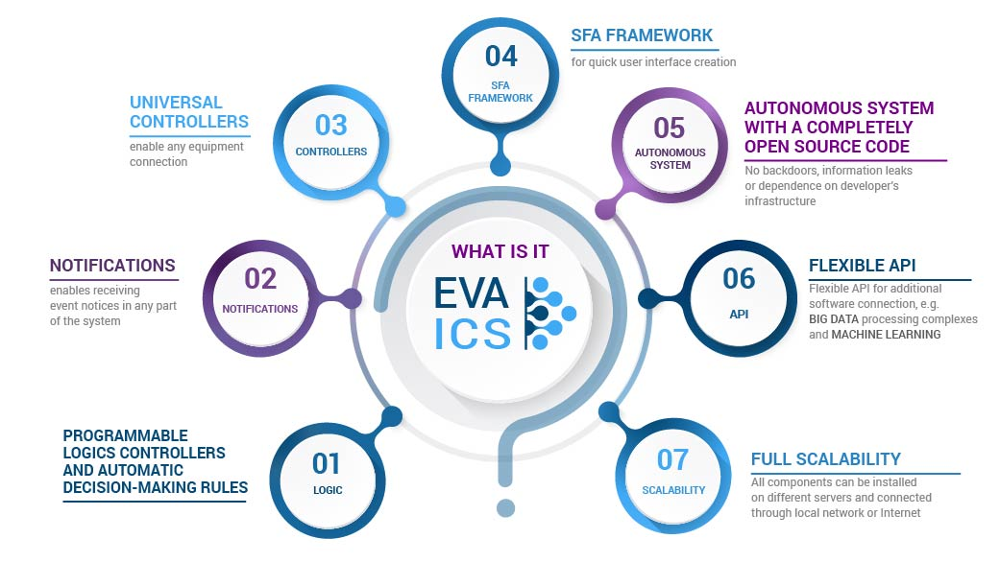 WHAT IS IT
EVA
ICS
01
LOGIC
PROGRAMMABLE
LOGICS CONTROLLERS
AND AUTOMATIC
DECISION-MAKING RULES
02
NOTIFICATIONS
NOTIFICATIONS
enables receiving
event notices in any part
of the system
03
CONTROLLERS
UNIVERSAL
CONTROLLERS
enable any equipment
connection
04
SFA
FRAMEWORK
SFA FRAMEWORK
for quick user interface creation
05
AUTONOMOUS
SYSTEM
AUTONOMOUS SYSTEM
WITH A COMPLETELY
OPEN SOURCE CODE
No backdoors, information leaks
or dependence on developer's
infrastructure
06
API
FLEXIBLE API
Flexible API for additional
software connection, e.g.
BIG DATA processing complexes
and MACHINE LEARNING
07
SCALABILITY
FULL SCALABILITY
All components can be installed
on different servers and connected
through local network or Internet